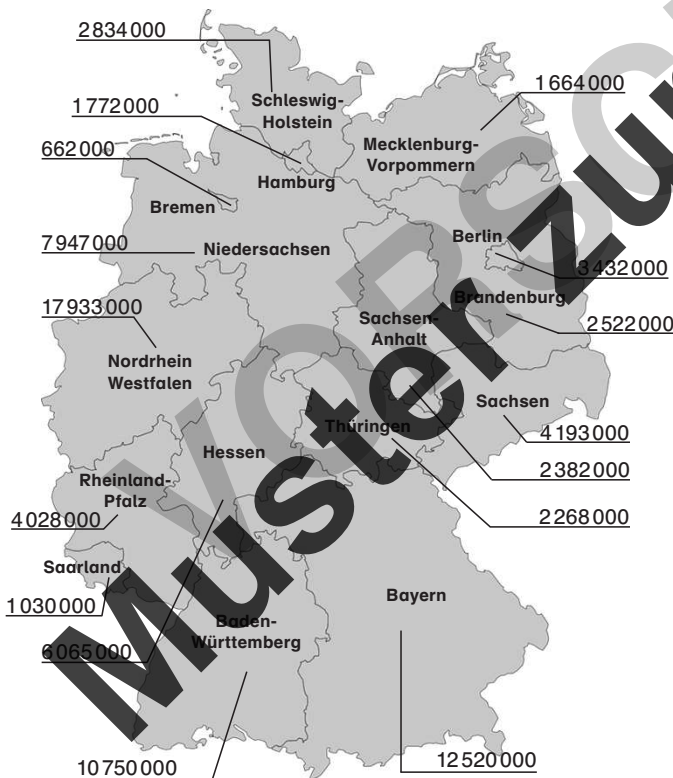 2834000
Schleswig-
Holstein
1664000
1772000
Mecklenburg-
Vorpommern
662000
Hamburg
Bremen
Berlin
7947000
Niedersachsen
3432000
Brandenburg
17933000
Sachsen-
Anhalt
2522000
Nordrhein
Westfalen
Sachsen
Thüringen
4193000
Hessen
2382000
Rheinland-
Pfalz
4028000
2268000
Saarland
Bayern
1030000
Baden-
Württemberg
6065000
10750000
12520000
Muster zur
VORSC